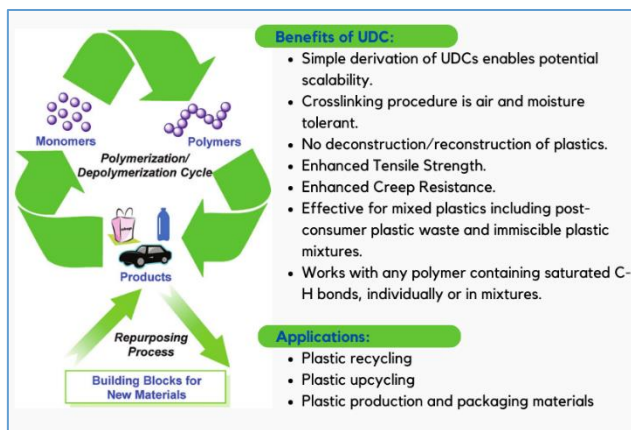 Monomers
Polymers
Polymerization/
Depolymerization Cycle
Products
Repurposing
Process
Building Blocks for
New Materials
Benefits of UDC:
• Simple derivation of UDCs enables potential
scalability.
• Crosslinking procedure is air and moisture
tolerant.
• No deconstruction/reconstruction of plastics.
• Enhanced Tensile Strength.
• Enhanced Creep Resistance.
• Effective for mixed plastics including post-
consumer plastic waste and immiscible plastic
mixtures.
• Works with any polymer containing saturated C-
H bonds, individually or in mixtures.
Applications:
• Plastic recycling
• Plastic upcycling
• Plastic production and packaging materials